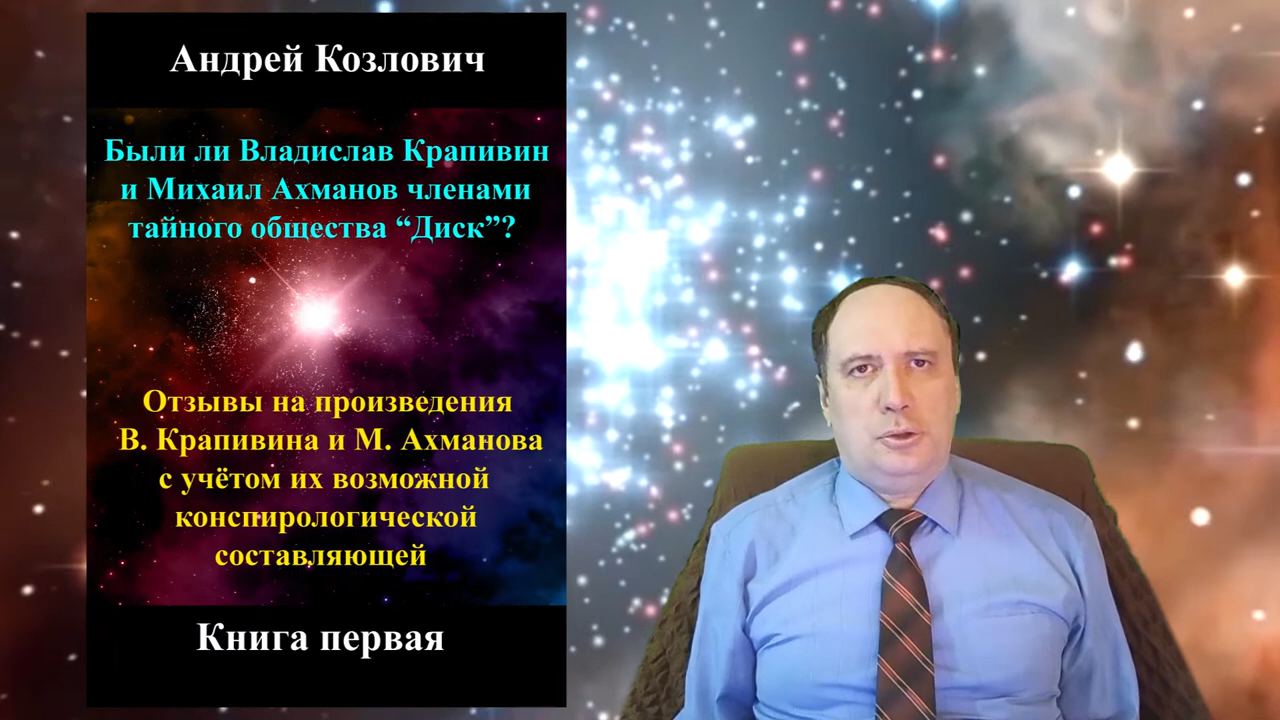 Андрей Козлович
Были ли Владислав Крапивин
и Михаил Ахманов членами
тайного общества “Диск”?
Отзывы на произведения
В. Крапивина и М. Ахманова
с учётом их возможной
конспирологической
составляющей
Книга первая